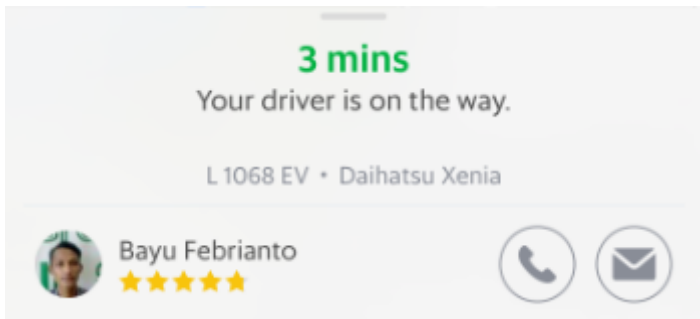 3 mins
Your driver is on the way.
L 1068 EV • Daihatsu Xenia
Bayu Febrianto